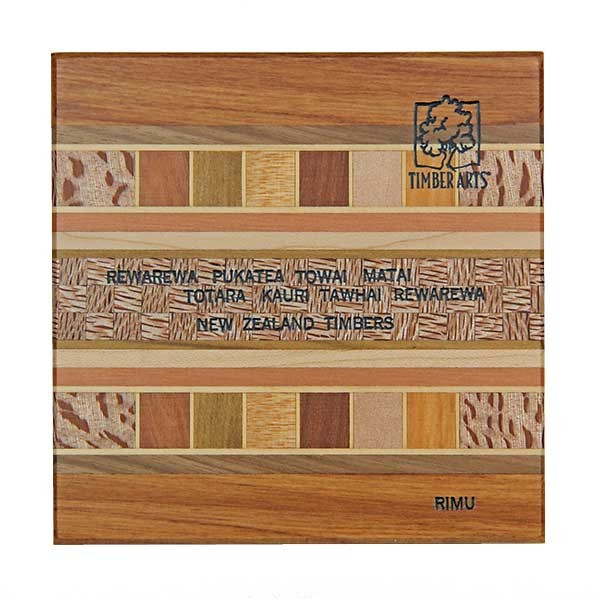 TIMBER ARTS
REWAREWA PUKATEA TOWAI MATAI
TOTARA KAURI TAWHAI REWAREWA
NEW ZEALAND TIMBERS
RIMU